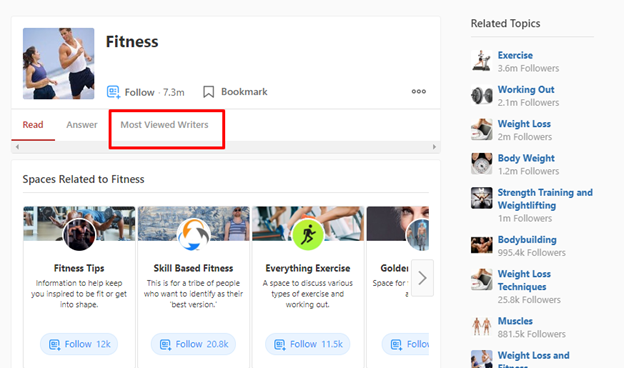 Fitness
Follow · 7.3m
Bookmark
Read
Answer
Most Viewed Writers
Spaces Related to Fitness
Fitness Tips
Information to help keep
you inspired to be fit or get
into shape.
Follow 12k
Skill Based Fitness
This is for a tribe of people
who want to identify as their
'best version.'
Follow 20.8k
Everything Exercise
A space to discuss various
types of exercise and
working out.
Follow 11.5k
Golde
Space for
a
Follow
Related Topics
Exercise
3.6m Followers
Working Out
2.1m Followers
Weight Loss
2m Followers
Body Weight
1.2m Followers
Strength Training and
Weightlifting
1m Followers
Bodybuilding
995.4k Followers
Weight Loss
Techniques
25.8k Followers
Muscles
881.5k Followers
Weight Loss and
Fitness